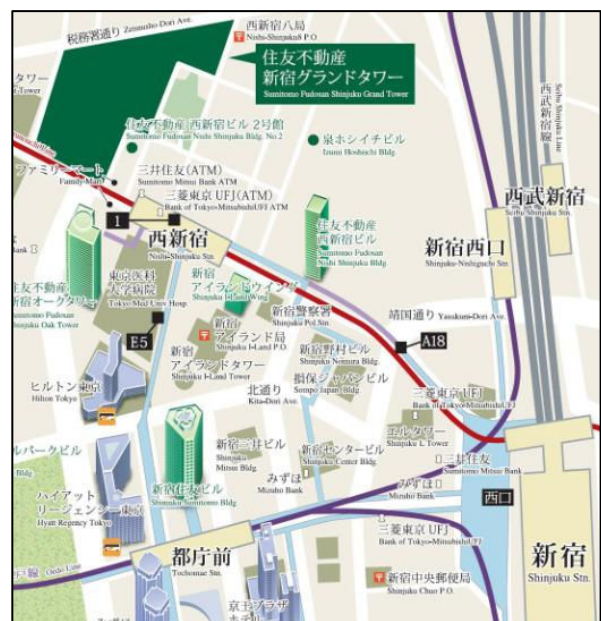 税務署通り Zeimusho-Dori Ave.
西新宿八局
Nishi-Shinjuku8 P.O.
住友不動産
新宿グランドタワー
Sumitomo Fudosan Shinjuku Grand Tower
タワー
Tower
住友不動産 西新宿ビル 2号館
Sumitomo Fudosan Nishi Shinjuku Bldg. No.2
泉ホシイチビル
Izumi Hoshiichi Bldg.
西武新宿線
Seibu Shinjuku Line
ファミリーマート
Family Mart
三井住友(ATM)
Sumitomo Mitsui Bank ATM
三菱東京 UFJ(ATM)
Bank of Tokyo-MitsubishiUFJ ATM
1
西新宿
Nishi-Shinjuku Stn.
住友不動産
西新宿ビル
Sumitomo Fudosan
Nishi Shinjuku Bldg.
西武新宿
Seibu Shinjuku Stn.
新宿西口
Shinjuku-Nishiguchi Stn.
Bank
住友不動産
新宿オークタワー
Sumitomo Fudosan
Shinjuku Oak Tower
東京医科
大学病院
Tokyo Med Univ Hosp.
新宿
アイランドウイング
Shinjuku I-Land Wing
E5
新宿
アイランド局
Shinjuku I-Land P.O.
新宿警察署
Shinjuku Pol Stn.
靖国通り Yasukuni-Dori Ave.
A18
新宿
アイランドタワー
Shinjuku I-Land Tower
新宿野村ビル
Shinjuku Nomura Bldg.
ヒルトン東京
Hilton Tokyo
北通り
Kita-Dori Ave.
損保ジャパンビル
Sompo Japan Bldg.
三菱東京 UFJ
Bank of Tokyo-MitsubishiUFJ
エルタワー
Shinjuku L Tower
ルパークビル
Bldg.
新宿三井ビル
Shinjuku
Mitsui Bldg.
新宿センタービル
Shinjuku Center Bldg.
三井住友
Sumitomo Mitsui Bank
新宿住友ビル
Shinjuku Sumitomo Bldg
みずほ
Mizuho Bank
みずほ
Mizuho Bank
西口
ハイアット
リージェンシー東京
Hyatt Regency Tokyo
三菱東京 UFJ
Bank of Tokyo-MitsubishiUFJ
戸線 Oedo Line
都庁前
Tochomae Stn.
新宿
Shinjuku Stn.
新宿中央郵便局
Shinjuku Chuo P.O.
京王プラザ
ホテル